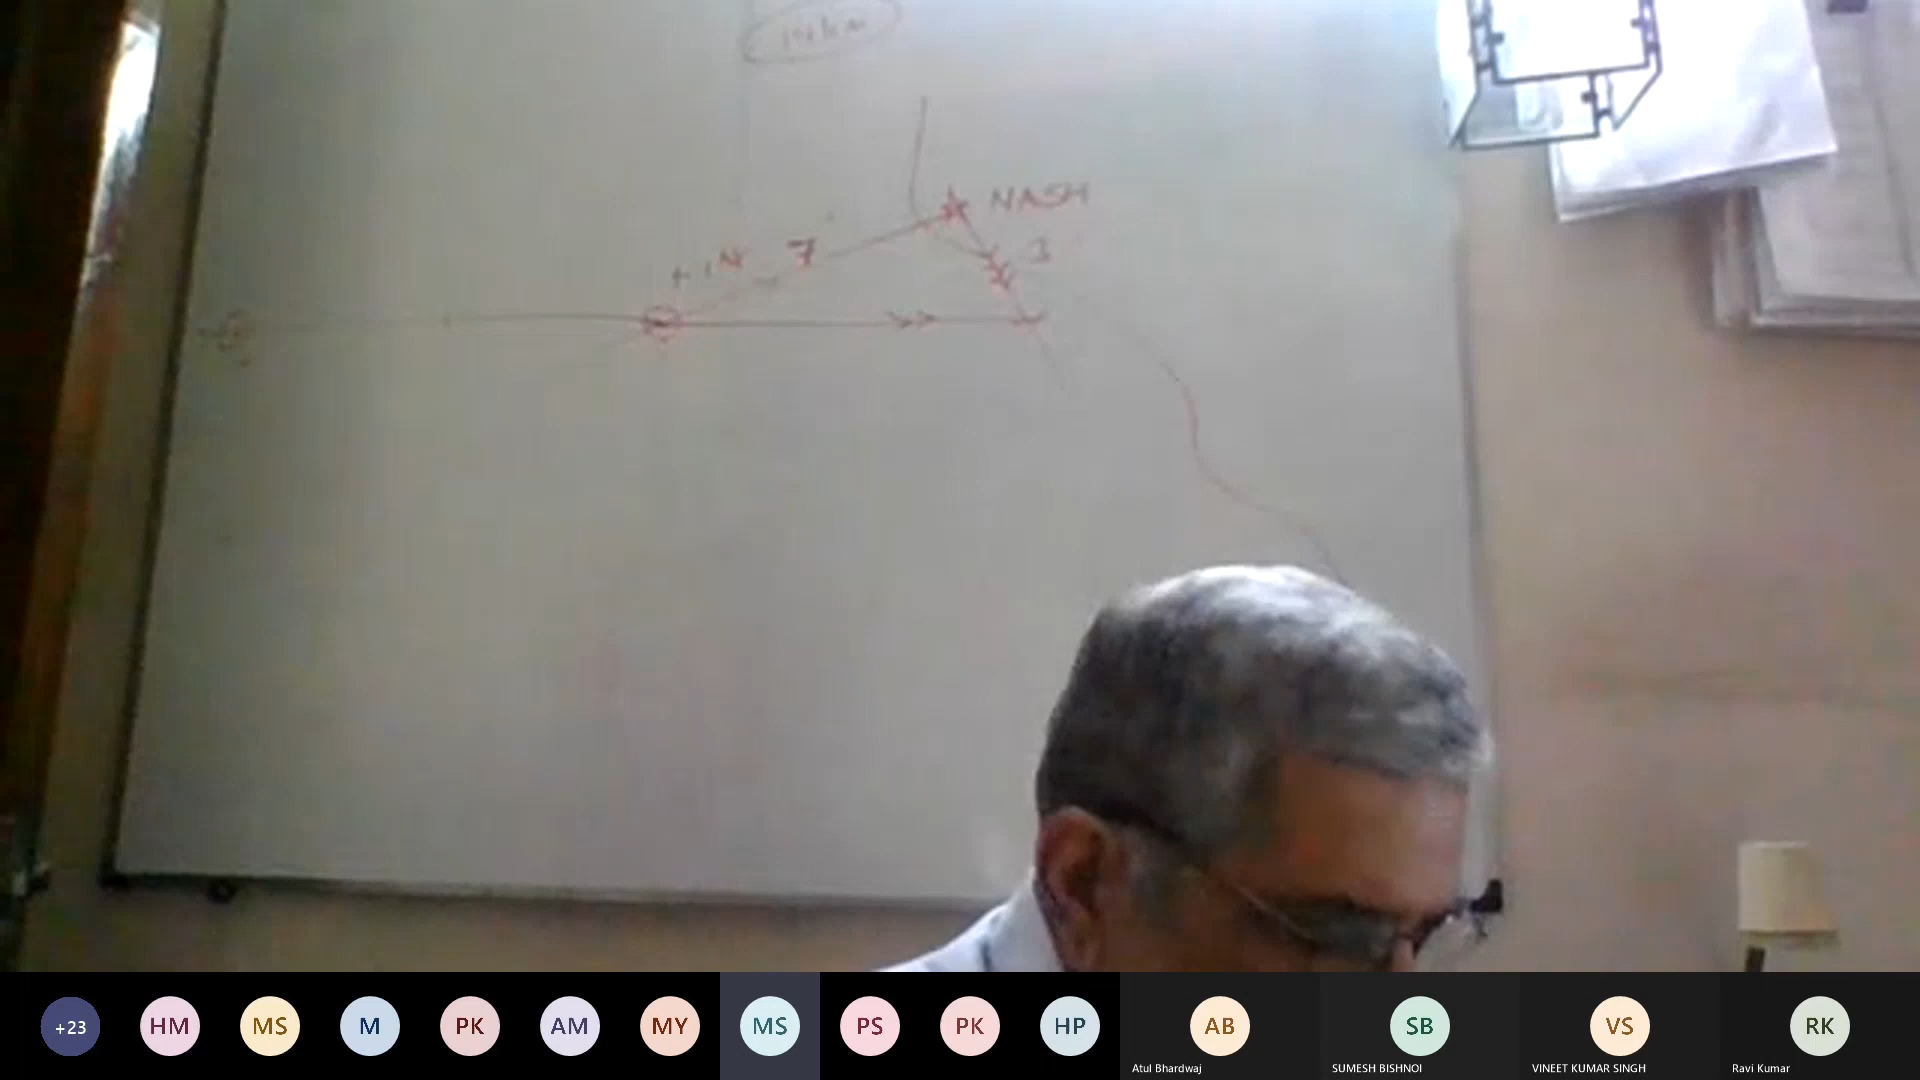 NASH
7
1
+23
HM
MS
M
PK
AM
MY
MS
PS
PK
HP
AB
SB
VS
RK
Atul Bhardwaj
SUMESH BISHNOI
VINEET KUMAR SINGH
Ravi Kumar